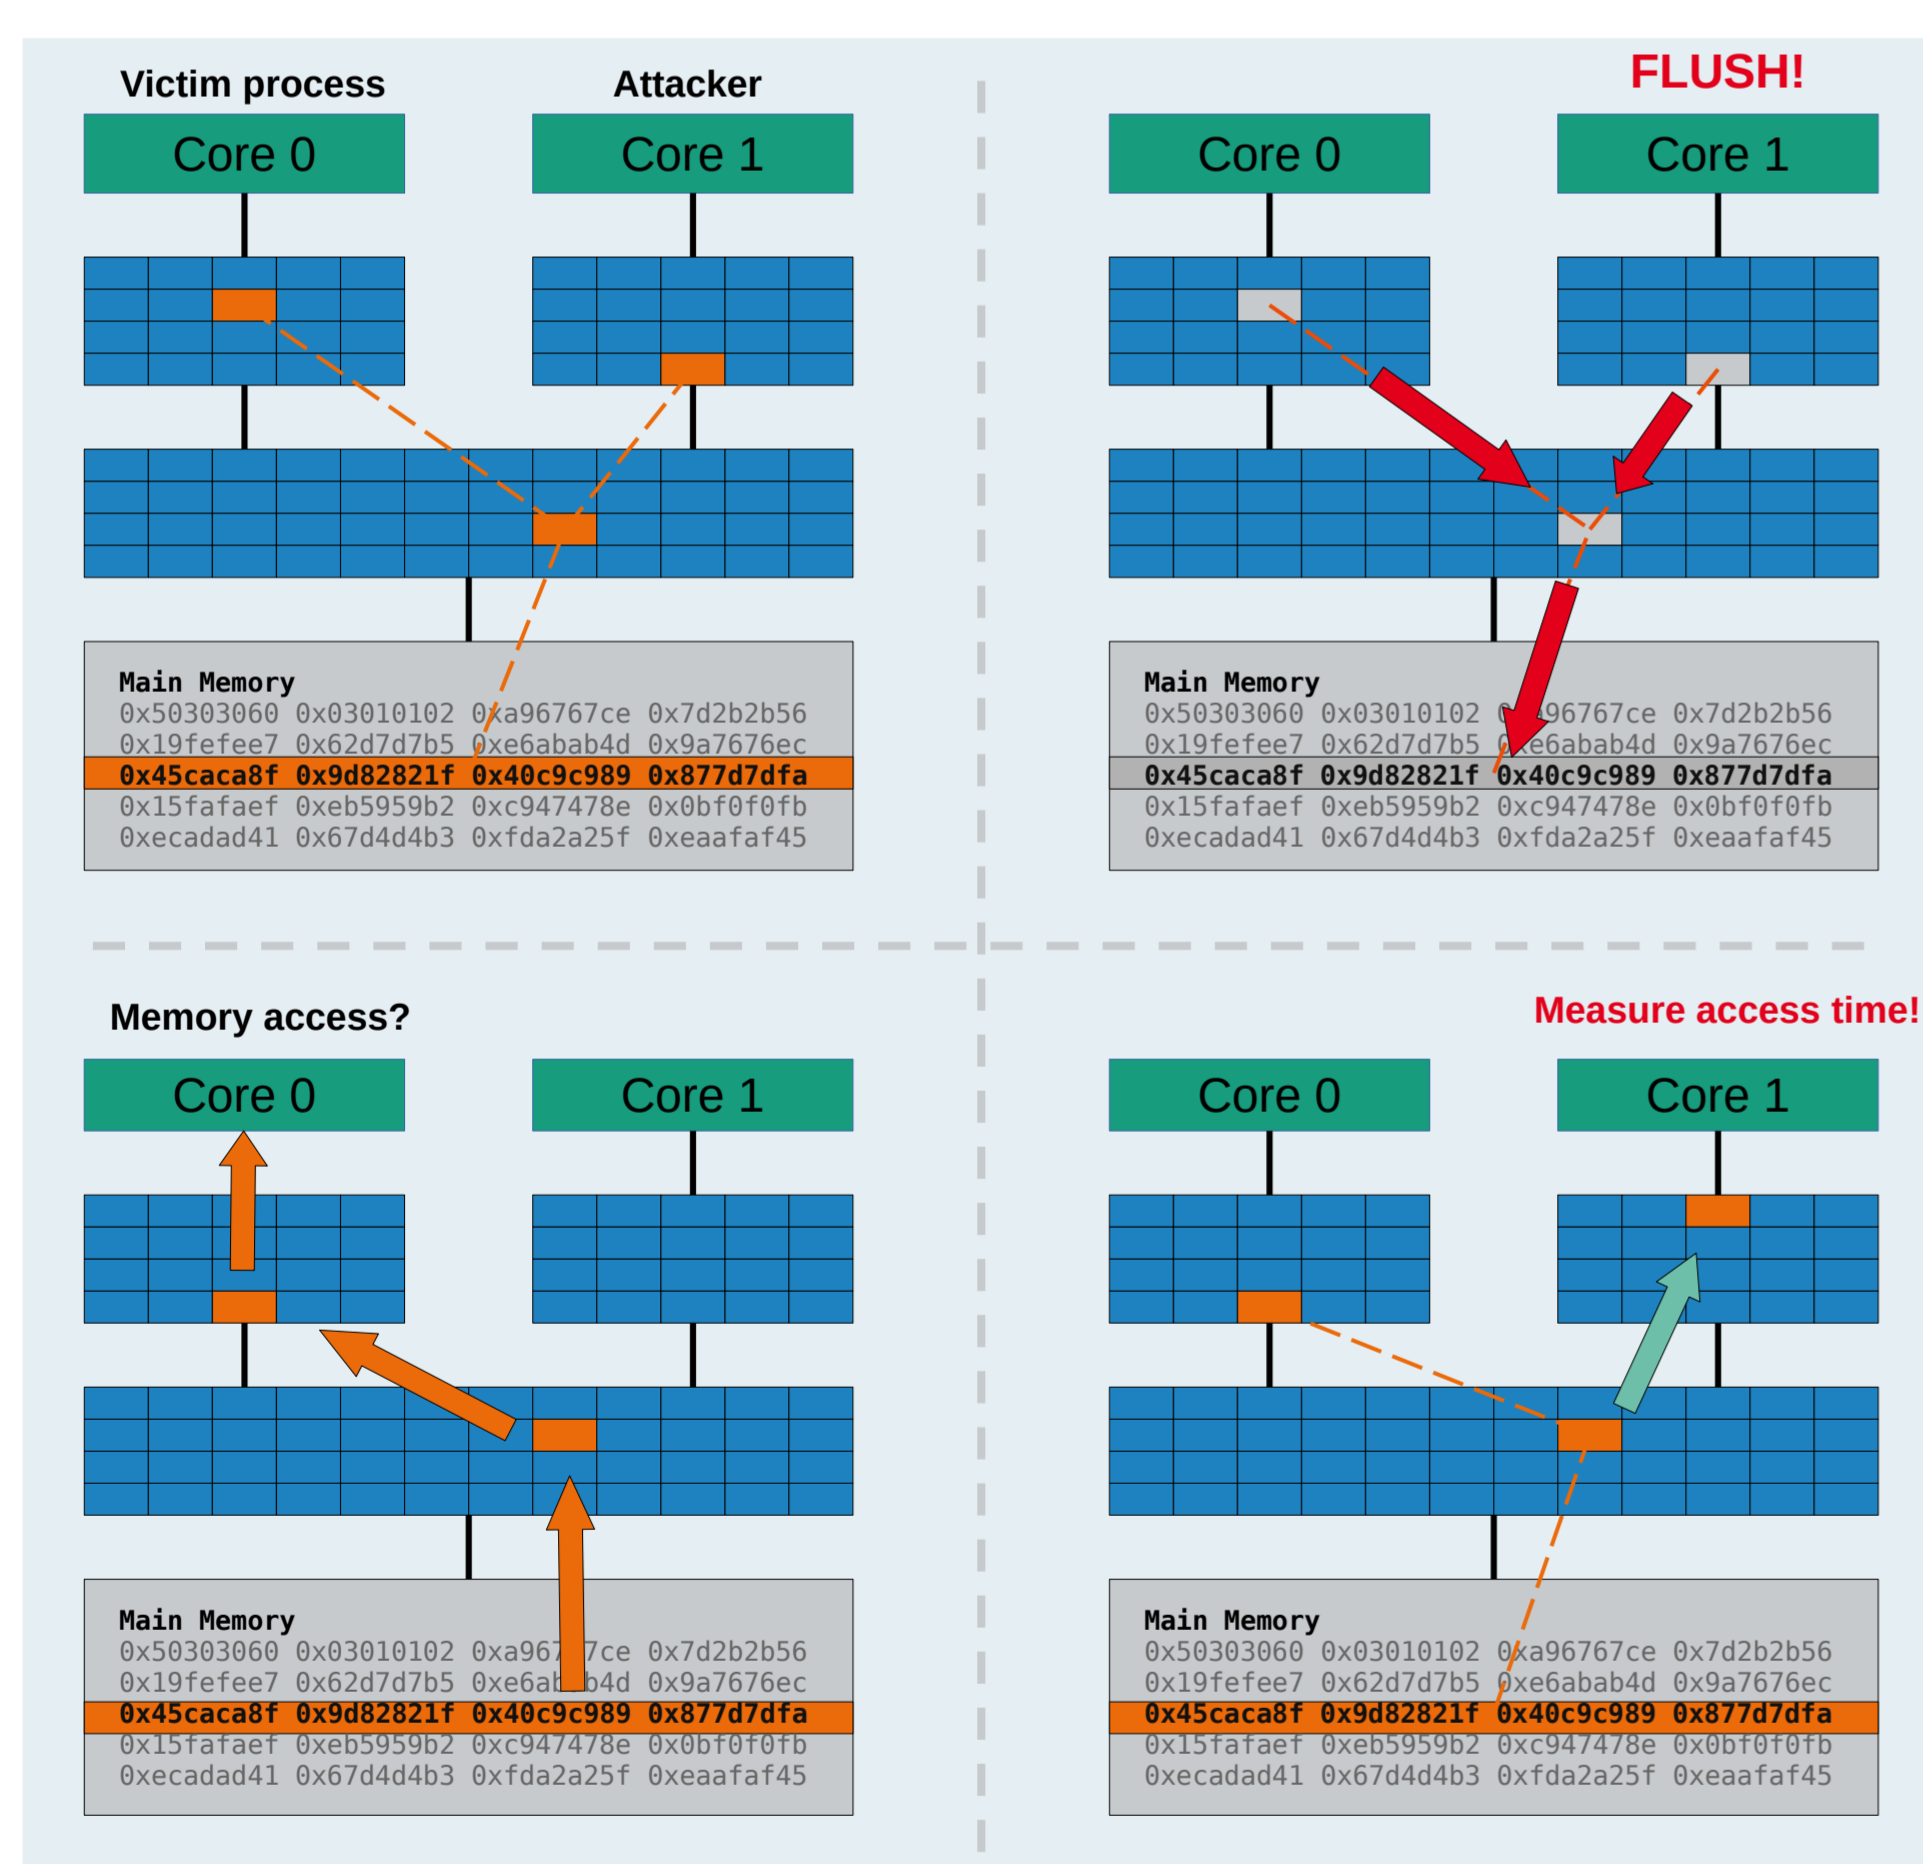 Victim process
Attacker
Core 0
Core 1
Main Memory
0x50303060 0x03010102 0xa96767ce 0x7d2b2b56
0x19fefee7 0x62d7d7b5 0xe6abab4d 0x9a7676ec
0x45caca8f 0x9d82821f 0x40c9c989 0x877d7dfa
0x15fafaef 0xeb5959b2 0xc947478e 0x0bf0f0fb
0xecadad41 0x67d4d4b3 0xfda2a25f 0xeaafaf45
FLUSH!
Core 0
Core 1
Main Memory
0x50303060 0x03010102 0xa96767ce 0x7d2b2b56
0x19fefee7 0x62d7d7b5 0xe6abab4d 0x9a7676ec
0x45caca8f 0x9d82821f 0x40c9c989 0x877d7dfa
0x15fafaef 0xeb5959b2 0xc947478e 0x0bf0f0fb
0xecadad41 0x67d4d4b3 0xfda2a25f 0xeaafaf45
Memory access?
Core 0
Core 1
Main Memory
0x50303060 0x03010102 0xa96767ce 0x7d2b2b56
0x19fefee7 0x62d7d7b5 0xe6abab4d 0x9a7676ec
0x45caca8f 0x9d82821f 0x40c9c989 0x877d7dfa
0x15fafaef 0xeb5959b2 0xc947478e 0x0bf0f0fb
0xecadad41 0x67d4d4b3 0xfda2a25f 0xeaafaf45
Measure access time!
Core 0
Core 1
Main Memory
0x50303060 0x03010102 0xa96767ce 0x7d2b2b56
0x19fefee7 0x62d7d7b5 0xe6abab4d 0x9a7676ec
0x45caca8f 0x9d82821f 0x40c9c989 0x877d7dfa
0x15fafaef 0xeb5959b2 0xc947478e 0x0bf0f0fb
0xecadad41 0x67d4d4b3 0xfda2a25f 0xeaafaf45